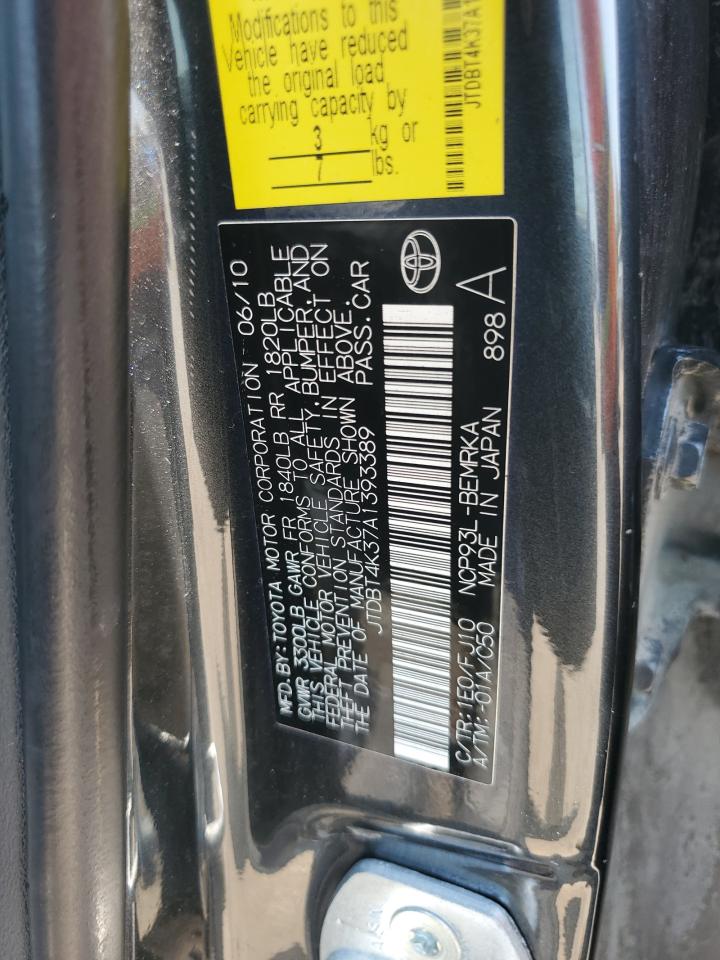 Modifications to this
Vehicle have reduced
the original load
carrying capacity by
3 kg or
7 lbs.
JTDBT4K37A1
MFD.BY:TOYOTA MOTOR CORPORATION 06/10
GVWR 3300LB GAWR FR 1840LB RR 1820LB
THIS VEHICLE CONFORMS TO ALL APPLICABLE
FEDERAL MOTOR VEHICLE SAFETY,BUMPER,AND
THEFT PREVENTION STANDARDS IN EFFECT ON
THE DATE OF MANUFACTURE SHOWN ABOVE.
JTDBT4K37A1393389 PASS.CAR
C/TR:1E0/FJ10 NCP93L-BEMRKA 898 A
A/TM:-01A/C50 MADE IN JAPAN